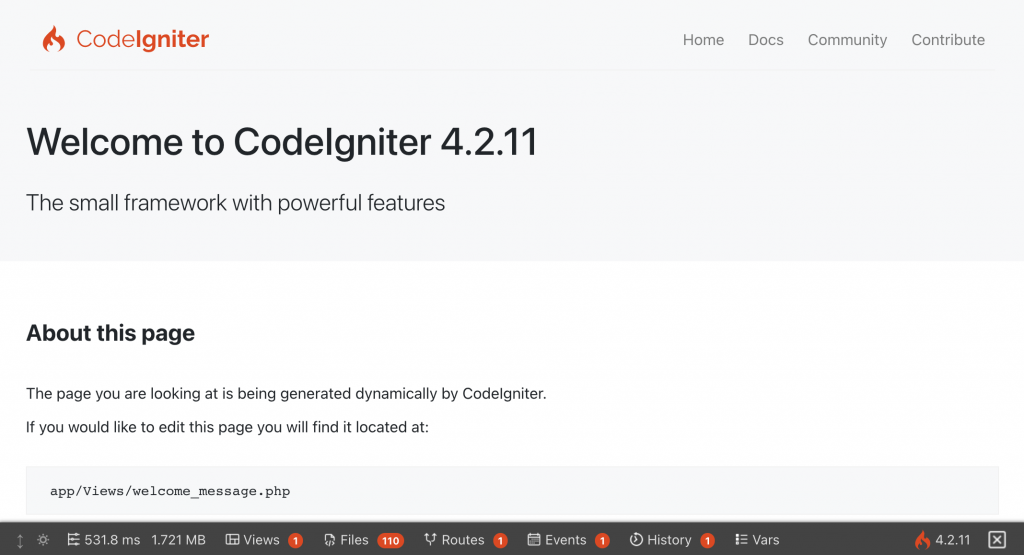 CodeIgniter
Home Docs Community Contribute
Welcome to CodeIgniter 4.2.11
The small framework with powerful features
About this page
The page you are looking at is being generated dynamically by CodeIgniter.
If you would like to edit this page you will find it located at:
app/Views/welcome_message.php
531.8 ms 1.721 MB Views 1 Files 110 Routes 1 Events 1 History 1 Vars 4.2.11